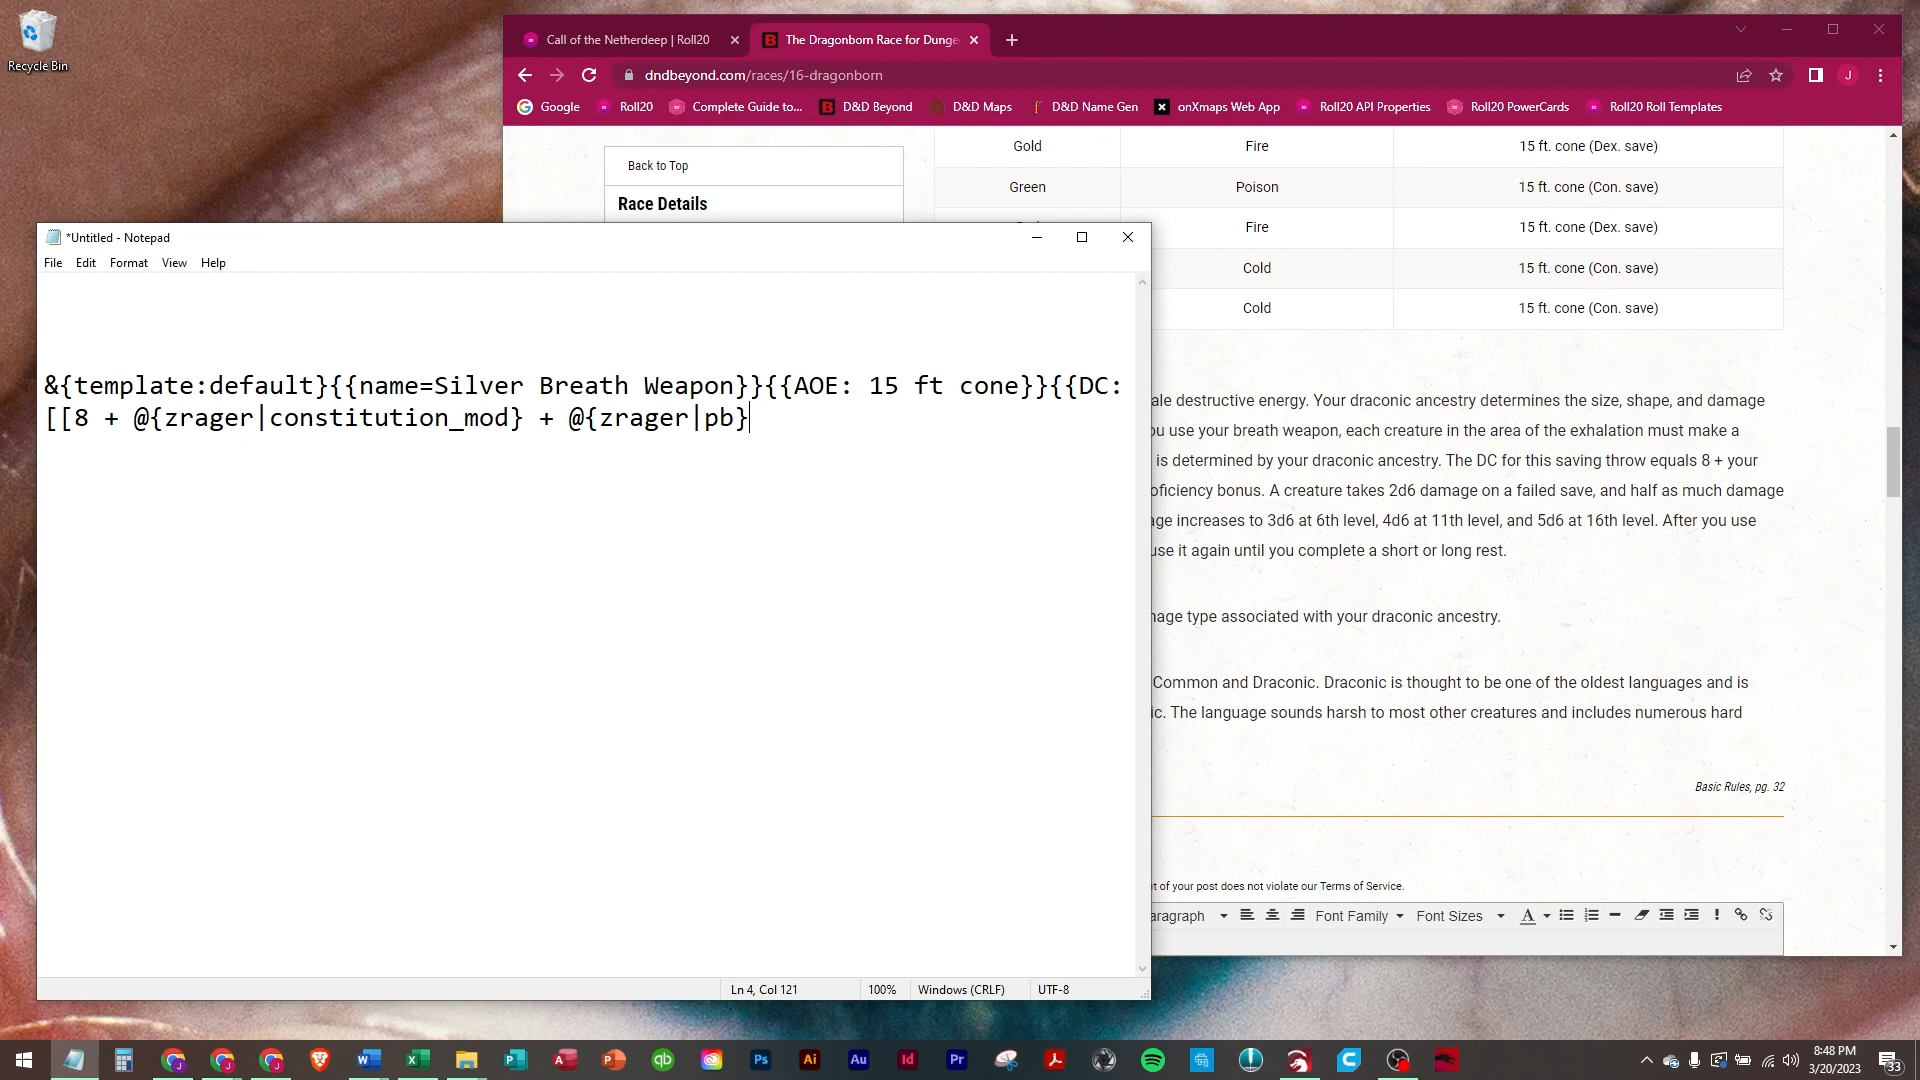 Recycle Bin
Call of the Netherdeep | Roll20
The Dragonborn Race for Dunge
dndbeyond.com/races/16-dragonborn
J
Google
Roll20
Complete Guide to...
D&D Beyond
D&D Maps
D&D Name Gen
onXmaps Web App
Roll20 API Properties
Roll20 PowerCards
Roll20 Roll Templates
Back to Top
Race Details
Gold Fire 15 ft. cone (Dex. save)
Green Poison 15 ft. cone (Con. save)
Fire 15 ft. cone (Dex. save)
Cold 15 ft. cone (Con. save)
Cold 15 ft. cone (Con. save)
*Untitled - Notepad
File Edit Format View Help
&{template:default}{{name=Silver Breath Weapon}}{{AOE: 15 ft cone}}{{DC:
[[8 + @{zrager|constitution_mod} + @{zrager|pb}
Ln 4, Col 121
100%
Windows (CRLF)
UTF-8
ale destructive energy. Your draconic ancestry determines the size, shape, and damage
ou use your breath weapon, each creature in the area of the exhalation must make a
is determined by your draconic ancestry. The DC for this saving throw equals 8 + your
oficiency bonus. A creature takes 2d6 damage on a failed save, and half as much damage
age increases to 3d6 at 6th level, 4d6 at 11th level, and 5d6 at 16th level. After you use
use it again until you complete a short or long rest.
mage type associated with your draconic ancestry.
Common and Draconic. Draconic is thought to be one of the oldest languages and is
ic. The language sounds harsh to most other creatures and includes numerous hard
Basic Rules, pg. 32
t of your post does not violate our Terms of Service.
aragraph
Font Family
Font Sizes
A
8:48 PM
3/20/2023
33